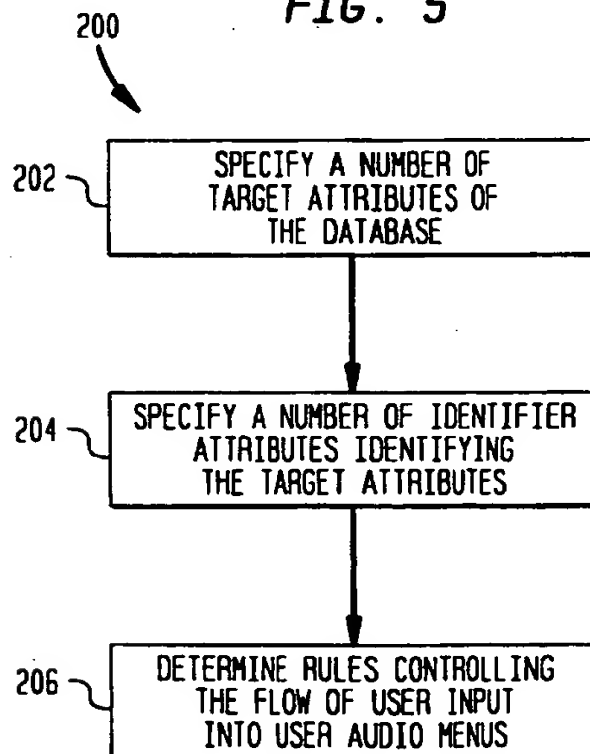 FIG. 5
200
202
SPECIFY A NUMBER OF
TARGET ATTRIBUTES OF
THE DATABASE
204
SPECIFY A NUMBER OF IDENTIFIER
ATTRIBUTES IDENTIFYING
THE TARGET ATTRIBUTES
206
DETERMINE RULES CONTROLLING
THE FLOW OF USER INPUT
INTO USER AUDIO MENUS